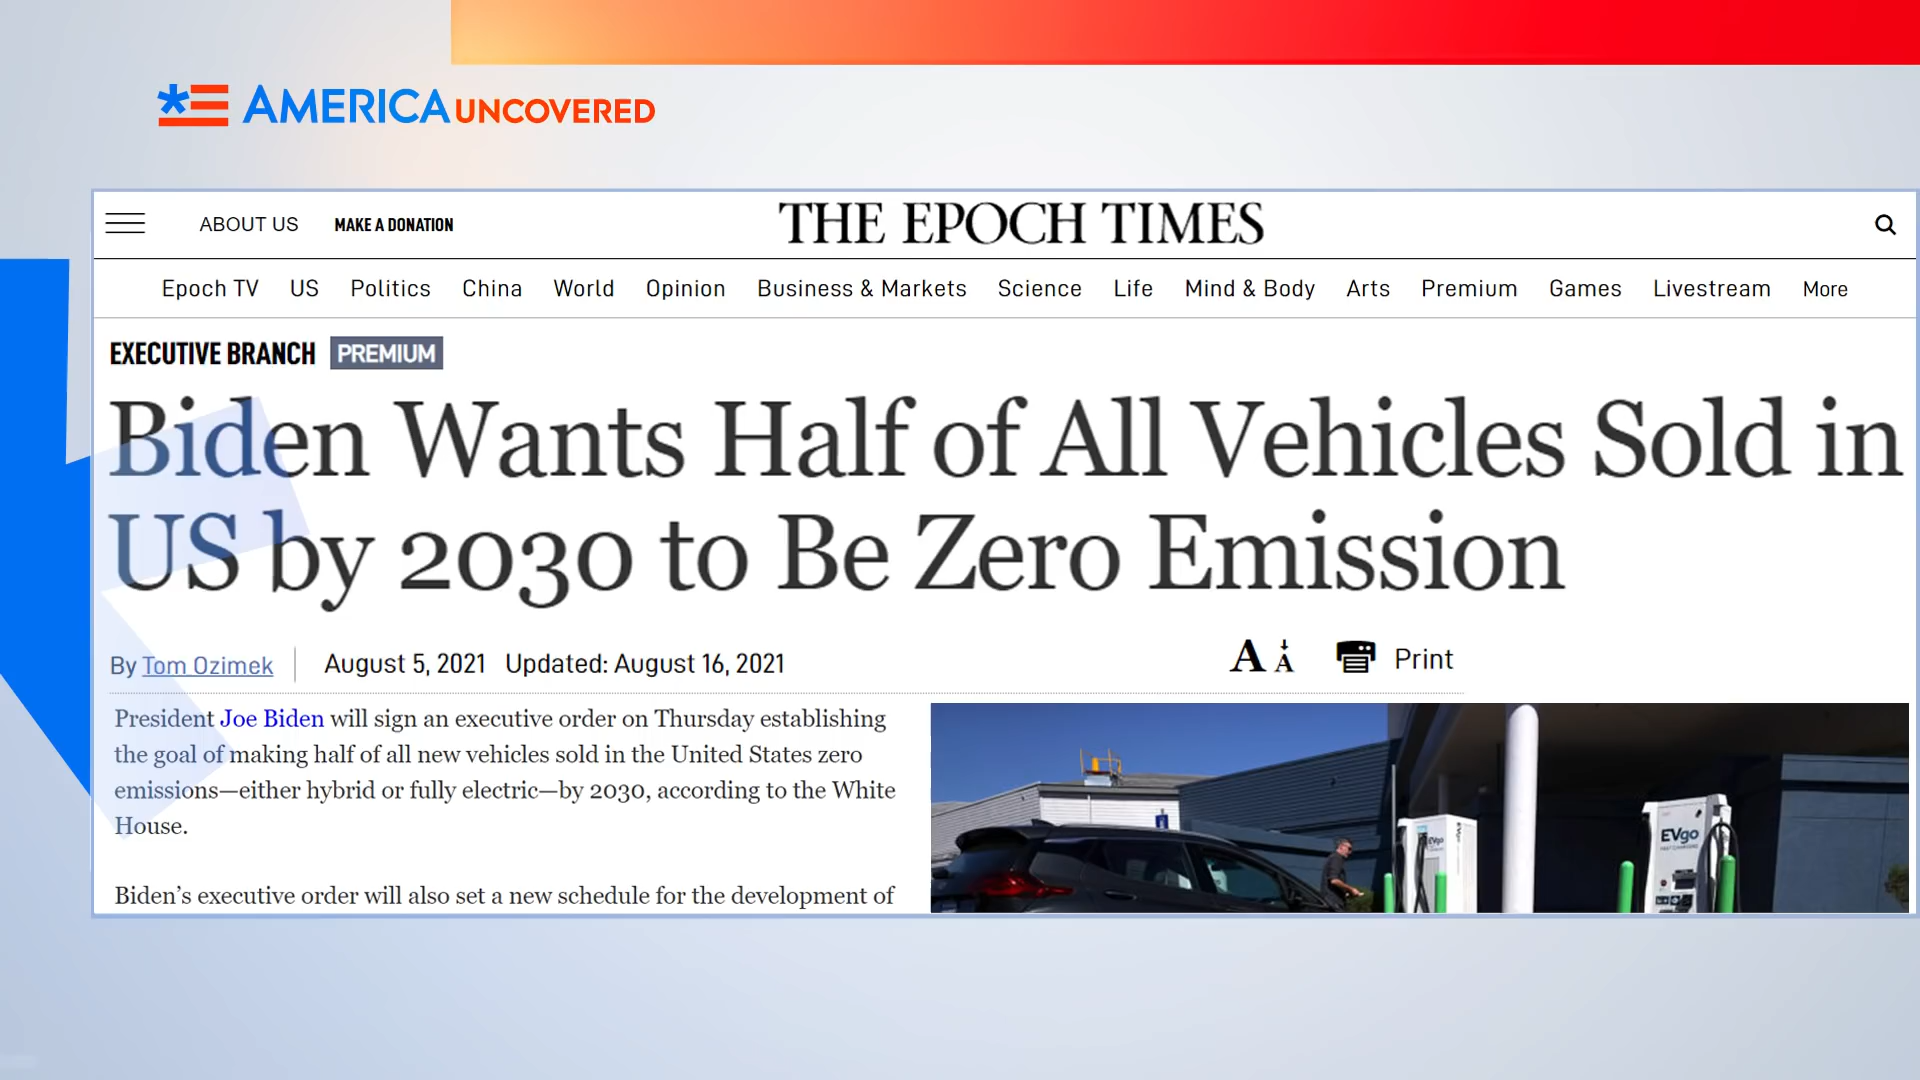 AMERICA UNCOVERED
ABOUT US MAKE A DONATION THE EPOCH TIMES
Epoch TV US Politics China World Opinion Business & Markets Science Life Mind & Body Arts Premium Games Livestream More
EXECUTIVE BRANCH PREMIUM
Biden Wants Half of All Vehicles Sold in
US by 2030 to Be Zero Emission
By Tom Ozimek August 5, 2021 Updated: August 16, 2021 A A Print
President Joe Biden will sign an executive order on Thursday establishing
the goal of making half of all new vehicles sold in the United States zero
emissions—either hybrid or fully electric—by 2030, according to the White
House.
Biden’s executive order will also set a new schedule for the development of
EVgo
EVgo